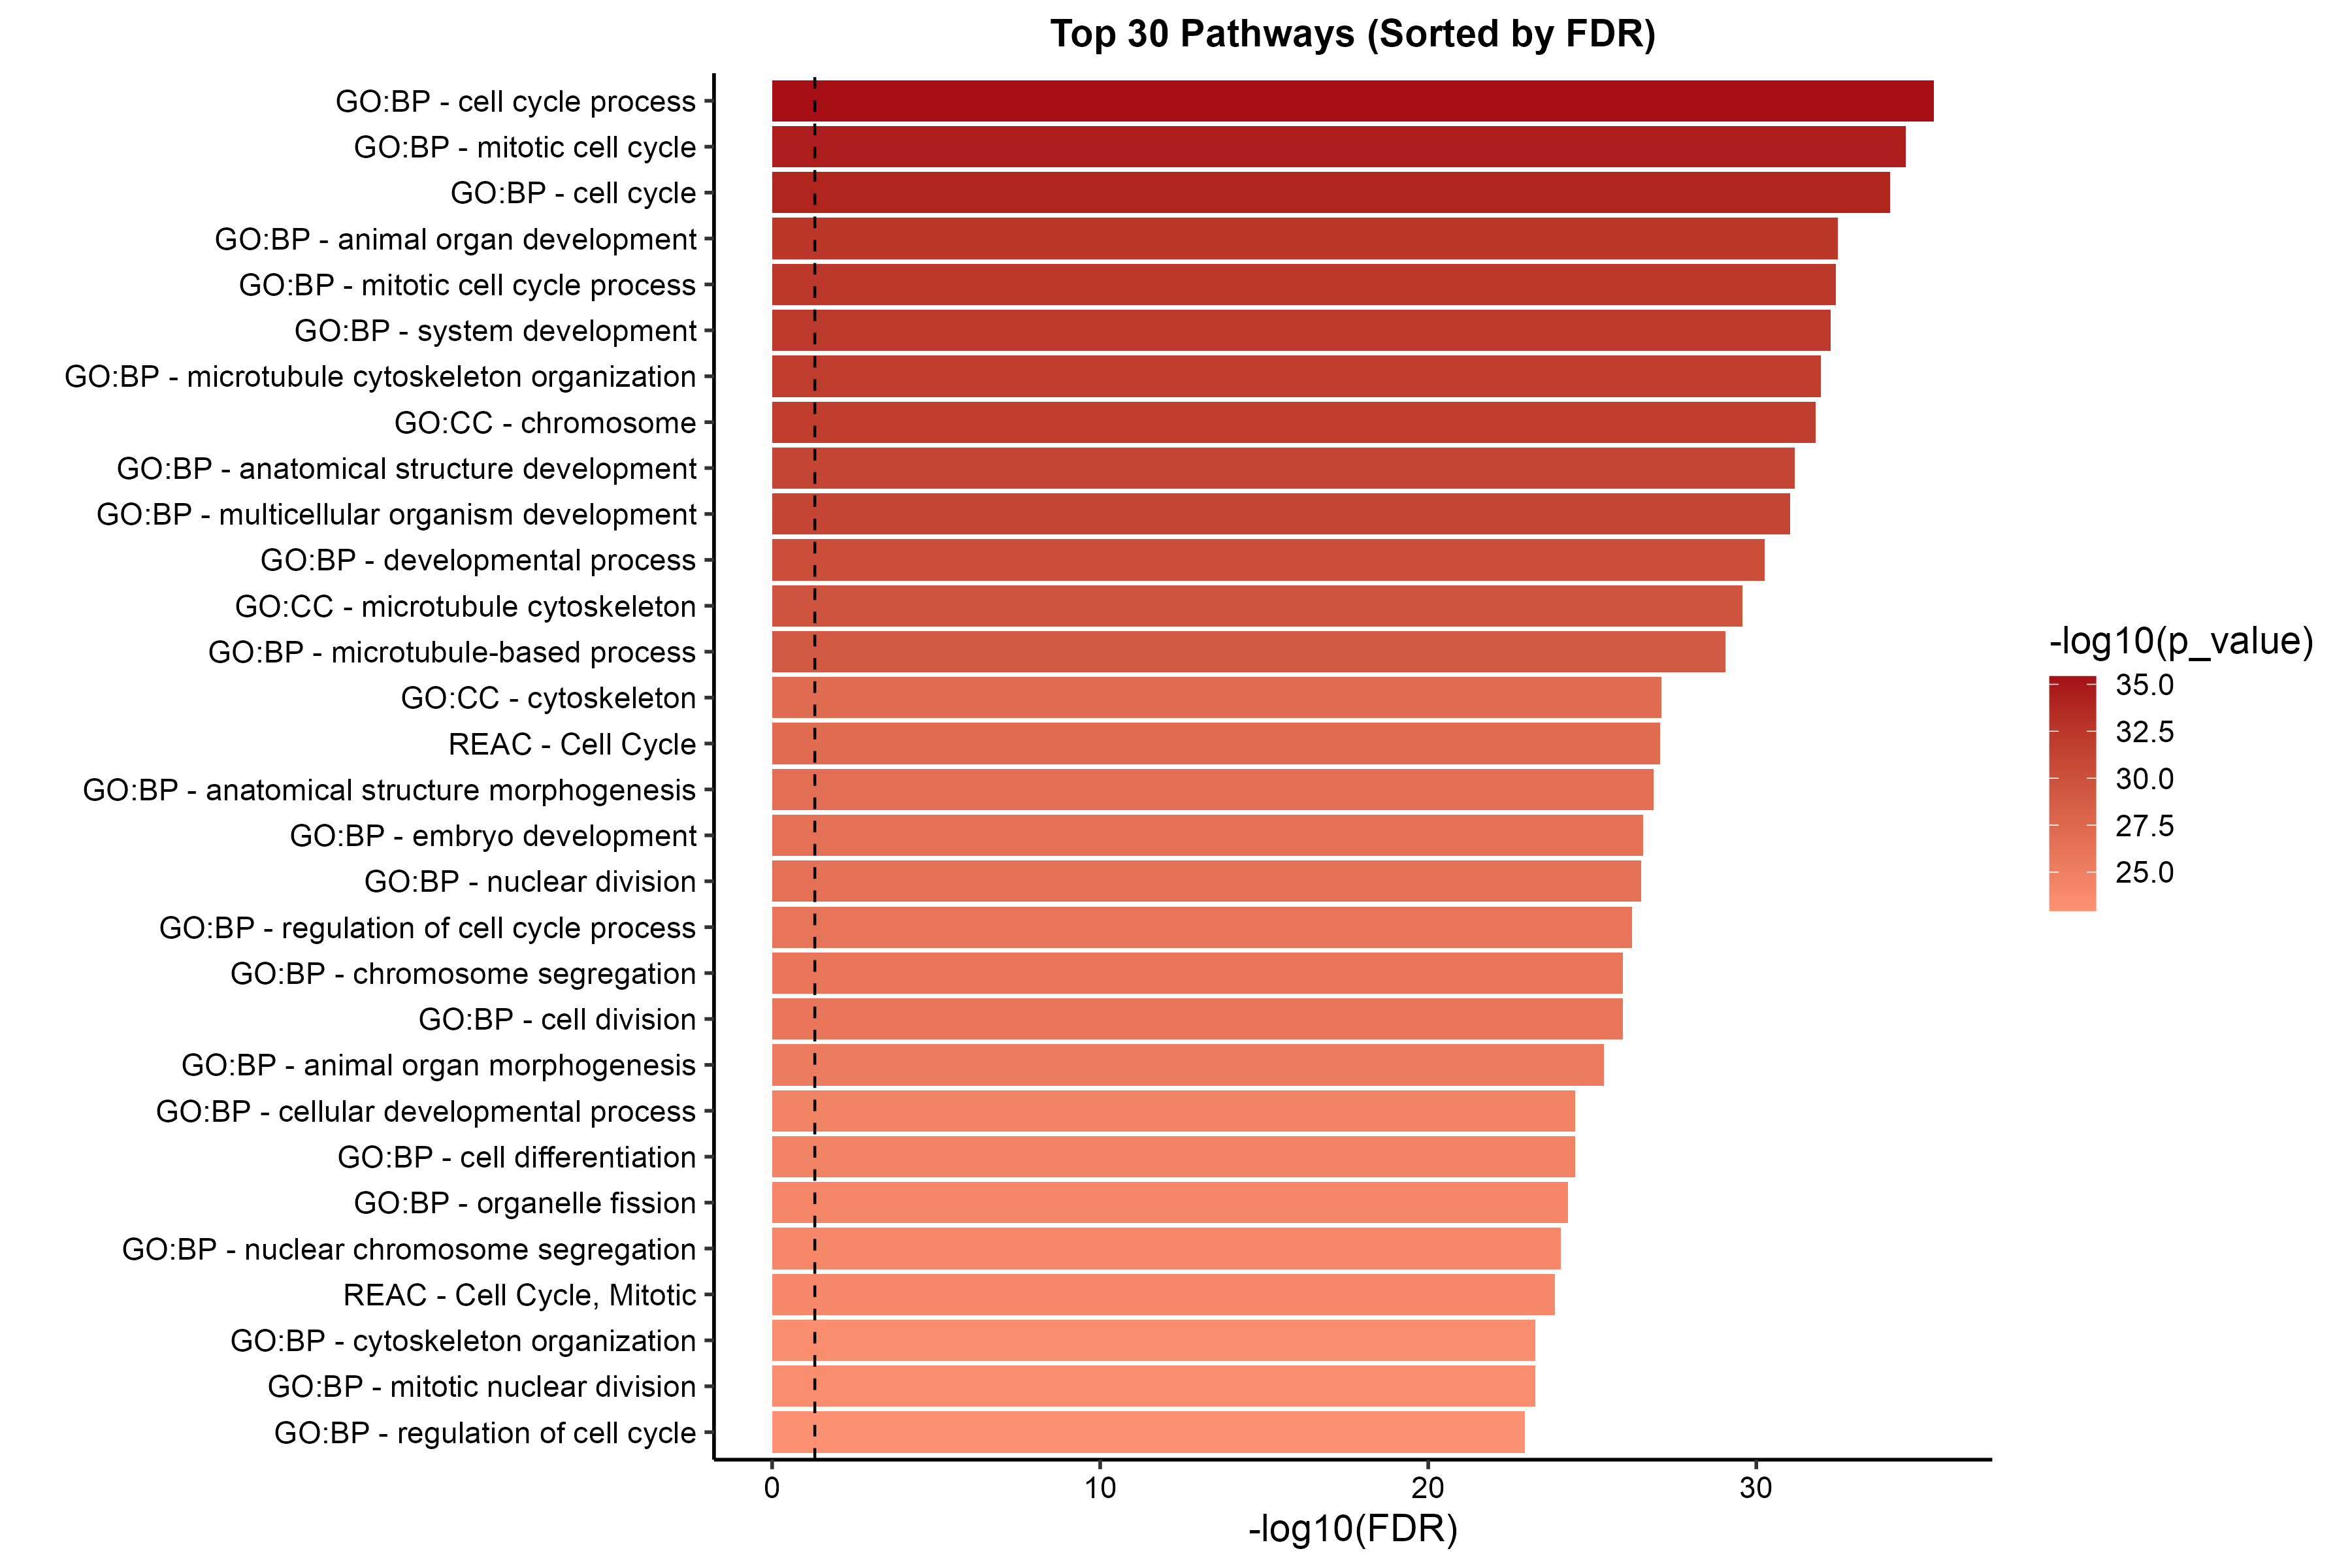 Top 30 Pathways (Sorted by FDR)
GO:BP - cell cycle process
GO:BP - mitotic cell cycle
GO:BP - cell cycle
GO:BP - animal organ development
GO:BP - mitotic cell cycle process
GO:BP - system development
GO:BP - microtubule cytoskeleton organization
GO:CC - chromosome
GO:BP - anatomical structure development
GO:BP - multicellular organism development
GO:BP - developmental process
GO:CC - microtubule cytoskeleton
GO:BP - microtubule-based process
GO:CC - cytoskeleton
REAC - Cell Cycle
GO:BP - anatomical structure morphogenesis
GO:BP - embryo development
GO:BP - nuclear division
GO:BP - regulation of cell cycle process
GO:BP - chromosome segregation
GO:BP - cell division
GO:BP - animal organ morphogenesis
GO:BP - cellular developmental process
GO:BP - cell differentiation
GO:BP - organelle fission
GO:BP - nuclear chromosome segregation
REAC - Cell Cycle, Mitotic
GO:BP - cytoskeleton organization
GO:BP - mitotic nuclear division
GO:BP - regulation of cell cycle
0 10 20 30
-log10(FDR)
-log10(p_value)
35.0
32.5
30.0
27.5
25.0